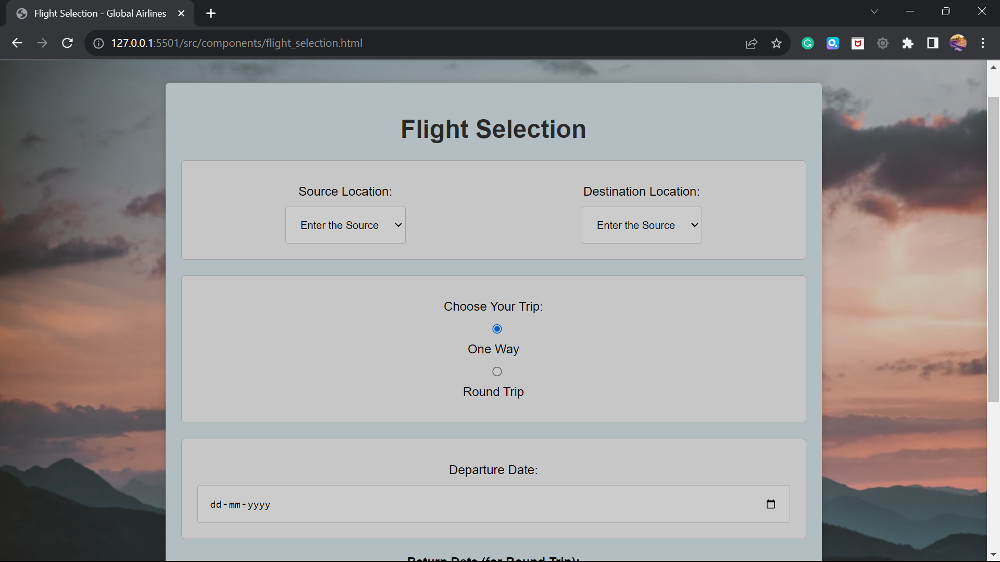 Flight Selection - Global Airlines
127.0.0.1:5501/src/components/flight_selection.html
Flight Selection
Source Location:
Destination Location:
Enter the Source
Enter the Source
Choose Your Trip:
One Way
Round Trip
Departure Date:
dd-mm-yyyy
Return Date (for Round Trip):